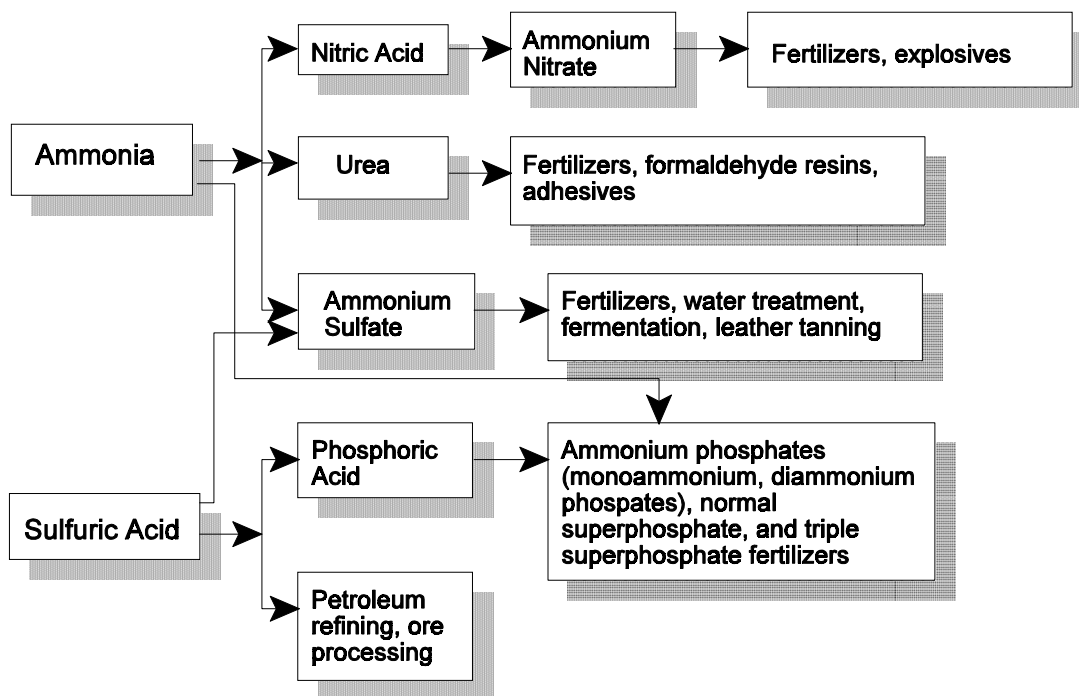 Nitric Acid
Ammonium
Nitrate
Fertilizers, explosives
Ammonia
Urea
Fertilizers, formaldehyde resins,
adhesives
Ammonium
Sulfate
Fertilizers, water treatment,
fermentation, leather tanning
Phosphoric
Acid
Ammonium phosphates
(monoammonium, diammonium
phospates), normal
superphosphate, and triple
superphosphate fertilizers
Sulfuric Acid
Petroleum
refining, ore
processing